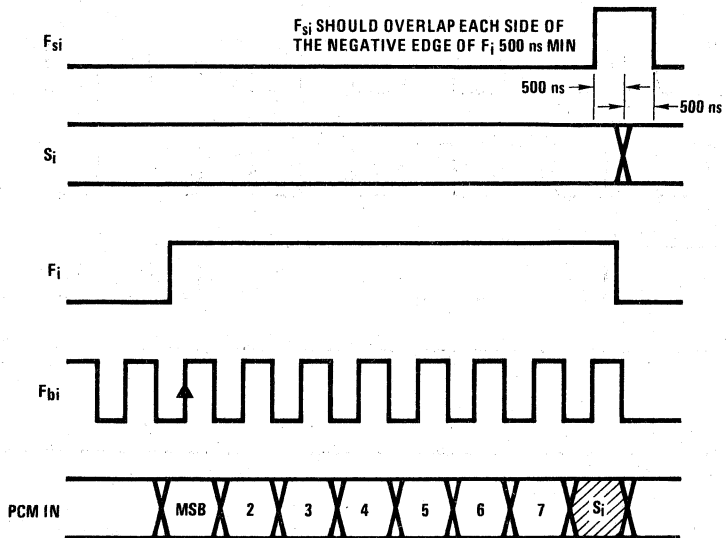 Fsi
Fsi SHOULD OVERLAP EACH SIDE OF
THE NEGATIVE EDGE OF Fi 500 ns MIN
500 ns
500 ns
Si
Fi
Fbi
PCM IN MSB 2 3 4 5 6 7 Si